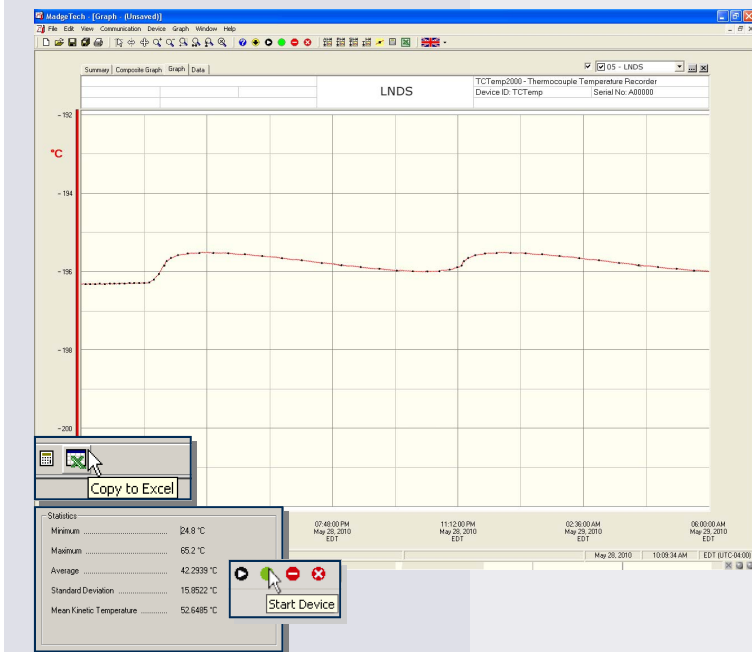 MadgeTech - [Graph - (Unsaved)]
File Edit View Communication Device Graph Window Help
Summary Composite Graph Graph Data
05 - LNDS
LNDS
TCTemp2000 - Thermocouple Temperature Recorder
Device ID: TCTemp Serial No: A00000
°C
-192
-194
-196
-198
-200
Copy to Excel
07:48:00 PM
May 28, 2010
EDT
11:12:00 PM
May 28, 2010
EDT
02:36:00 AM
May 29, 2010
EDT
06:00:00 AM
May 29, 2010
EDT
May 28, 2010 10:09:34 AM EDT (UTC-04:00)
Statistics
Minimum 24.8 °C
Maximum 65.2 °C
Average 42.2939 °C
Standard Deviation 15.8522 °C
Mean Kinetic Temperature 52.6485 °C
Start Device